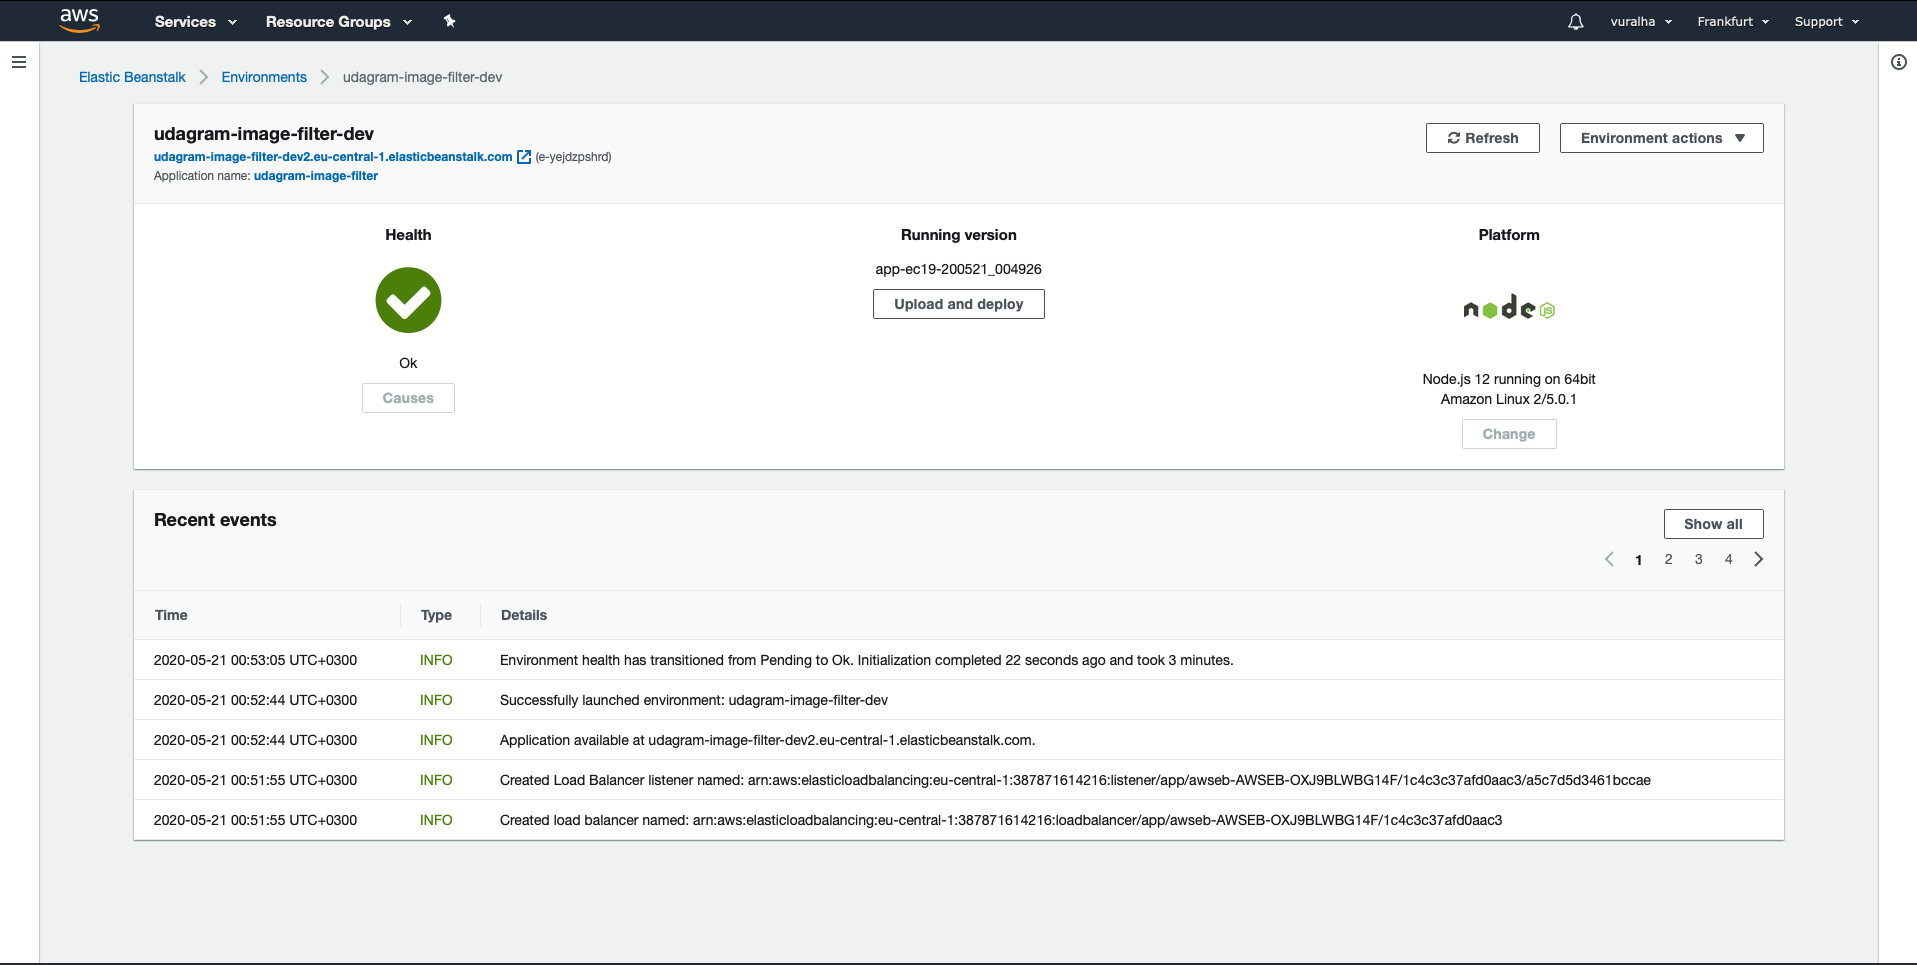 aws Services Resource Groups vuralha Frankfurt Support
Elastic Beanstalk Environments udagram-image-filter-dev
udagram-image-filter-dev
udagram-image-filter-dev2.eu-central-1.elasticbeanstalk.com (e-yejdzpshrd)
Application name: udagram-image-filter
Refresh Environment actions
Health
Ok
Causes
Running version
app-ec19-200521_004926
Upload and deploy
Platform
node JS
Node.js 12 running on 64bit
Amazon Linux 2/5.0.1
Change
Recent events
Show all
1 2 3 4
Time Type Details
2020-05-21 00:53:05 UTC+0300 INFO Environment health has transitioned from Pending to Ok. Initialization completed 22 seconds ago and took 3 minutes.
2020-05-21 00:52:44 UTC+0300 INFO Successfully launched environment: udagram-image-filter-dev
2020-05-21 00:52:44 UTC+0300 INFO Application available at udagram-image-filter-dev2.eu-central-1.elasticbeanstalk.com.
2020-05-21 00:51:55 UTC+0300 INFO Created Load Balancer listener named: arn:aws:elasticloadbalancing:eu-central-1:387871614216:listener/app/awseb-AWSEB-OXJ9BLWBG14F/1c4c3c37afd0aac3/a5c7d5d3461bccae
2020-05-21 00:51:55 UTC+0300 INFO Created load balancer named: arn:aws:elasticloadbalancing:eu-central-1:387871614216:loadbalancer/app/awseb-AWSEB-OXJ9BLWBG14F/1c4c3c37afd0aac3